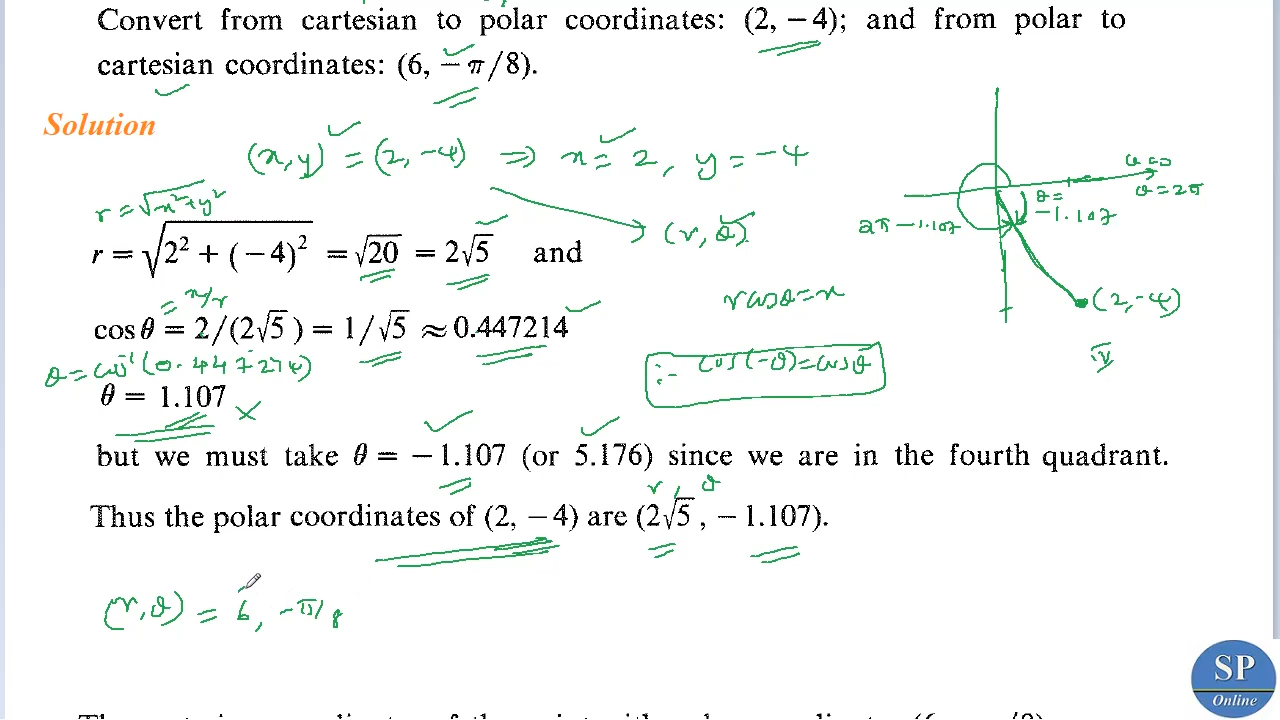 Convert from cartesian to polar coordinates: (2, −4); and from polar to
cartesian coordinates: (6, −π/8).
Solution
(x, y) = (2, −4) ⇒ x = 2, y = −4
r = √x²+y²
(r, θ)
r = √2² + (−4)² = √20 = 2√5 and
= x/r
r cosθ = x
cos θ = 2/(2√5) = 1/√5 ≈ 0.447214
θ = cos⁻¹(0.447214)
∵ cos(−θ) = cosθ
θ = 1.107 ×
θ = 0
θ = 2π
θ =
−1.107
2π − 1.107
(2, −4)
IV
but we must take θ = −1.107 (or 5.176) since we are in the fourth quadrant.
r, θ
Thus the polar coordinates of (2, −4) are (2√5, −1.107).
(r, θ) = 6, −π/8
SP
Online